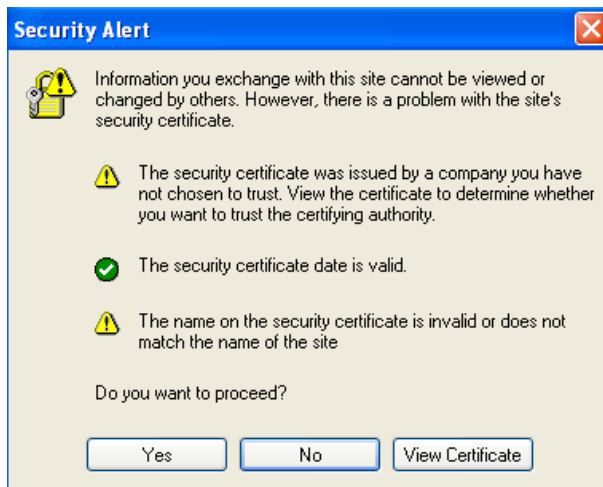 Security Alert
Information you exchange with this site cannot be viewed or
changed by others. However, there is a problem with the site's
security certificate.
The security certificate was issued by a company you have
not chosen to trust. View the certificate to determine whether
you want to trust the certifying authority.
The security certificate date is valid.
The name on the security certificate is invalid or does not
match the name of the site
Do you want to proceed?
Yes
No
View Certificate